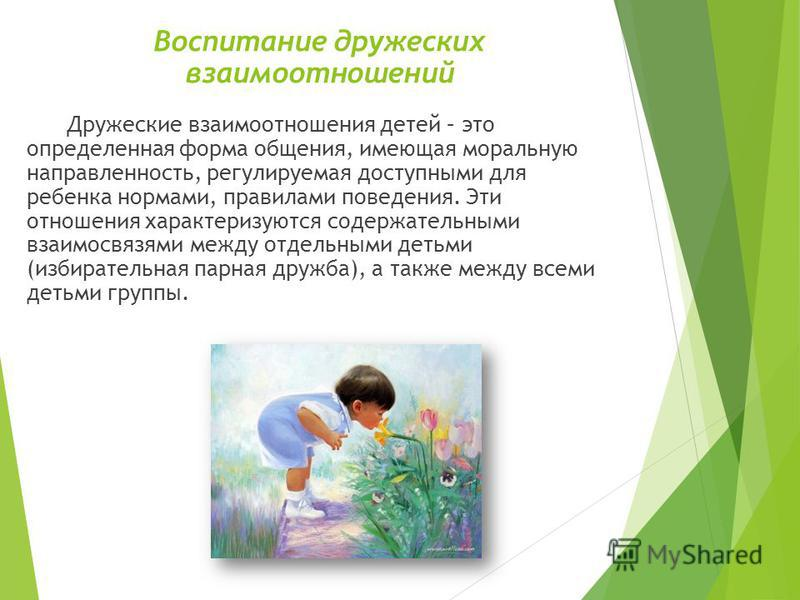 Воспитание дружеских
взаимоотношений
Дружеские взаимоотношения детей – это
определенная форма общения, имеющая моральную
направленность, регулируемая доступными для
ребенка нормами, правилами поведения. Эти
отношения характеризуются содержательными
взаимосвязями между отдельными детьми
(избирательная парная дружба), а также между всеми
детьми группы.
MyShared